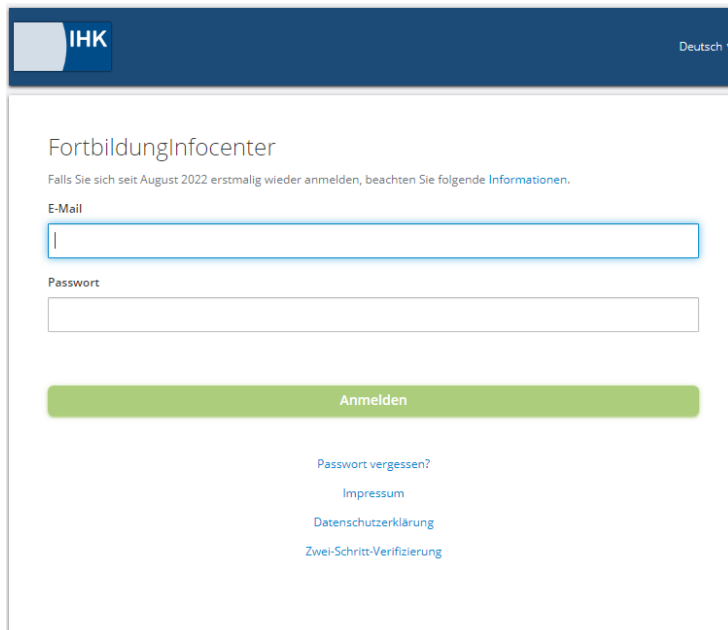 IHK
Deutsch
FortbildungInfocenter
Falls Sie sich seit August 2022 erstmalig wieder anmelden, beachten Sie folgende Informationen.
E-Mail
Passwort
Anmelden
Passwort vergessen?
Impressum
Datenschutzerklärung
Zwei-Schritt-Verifizierung